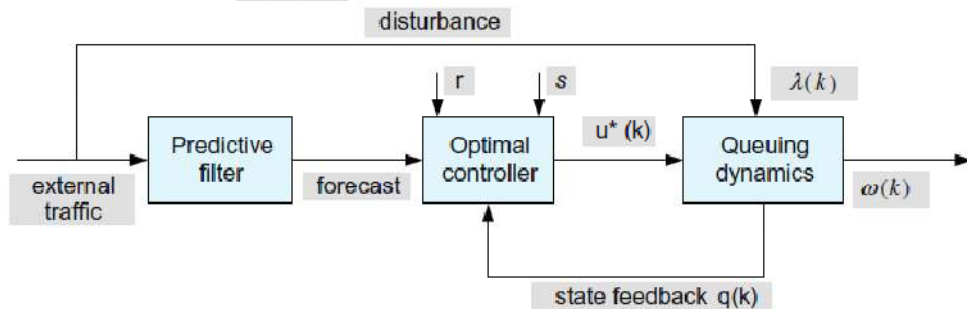 disturbance
r
s
λ(k)
u* (k)
Predictive
filter
Optimal
controller
Queuing
dynamics
external
traffic
forecast
ω(k)
state feedback q(k)